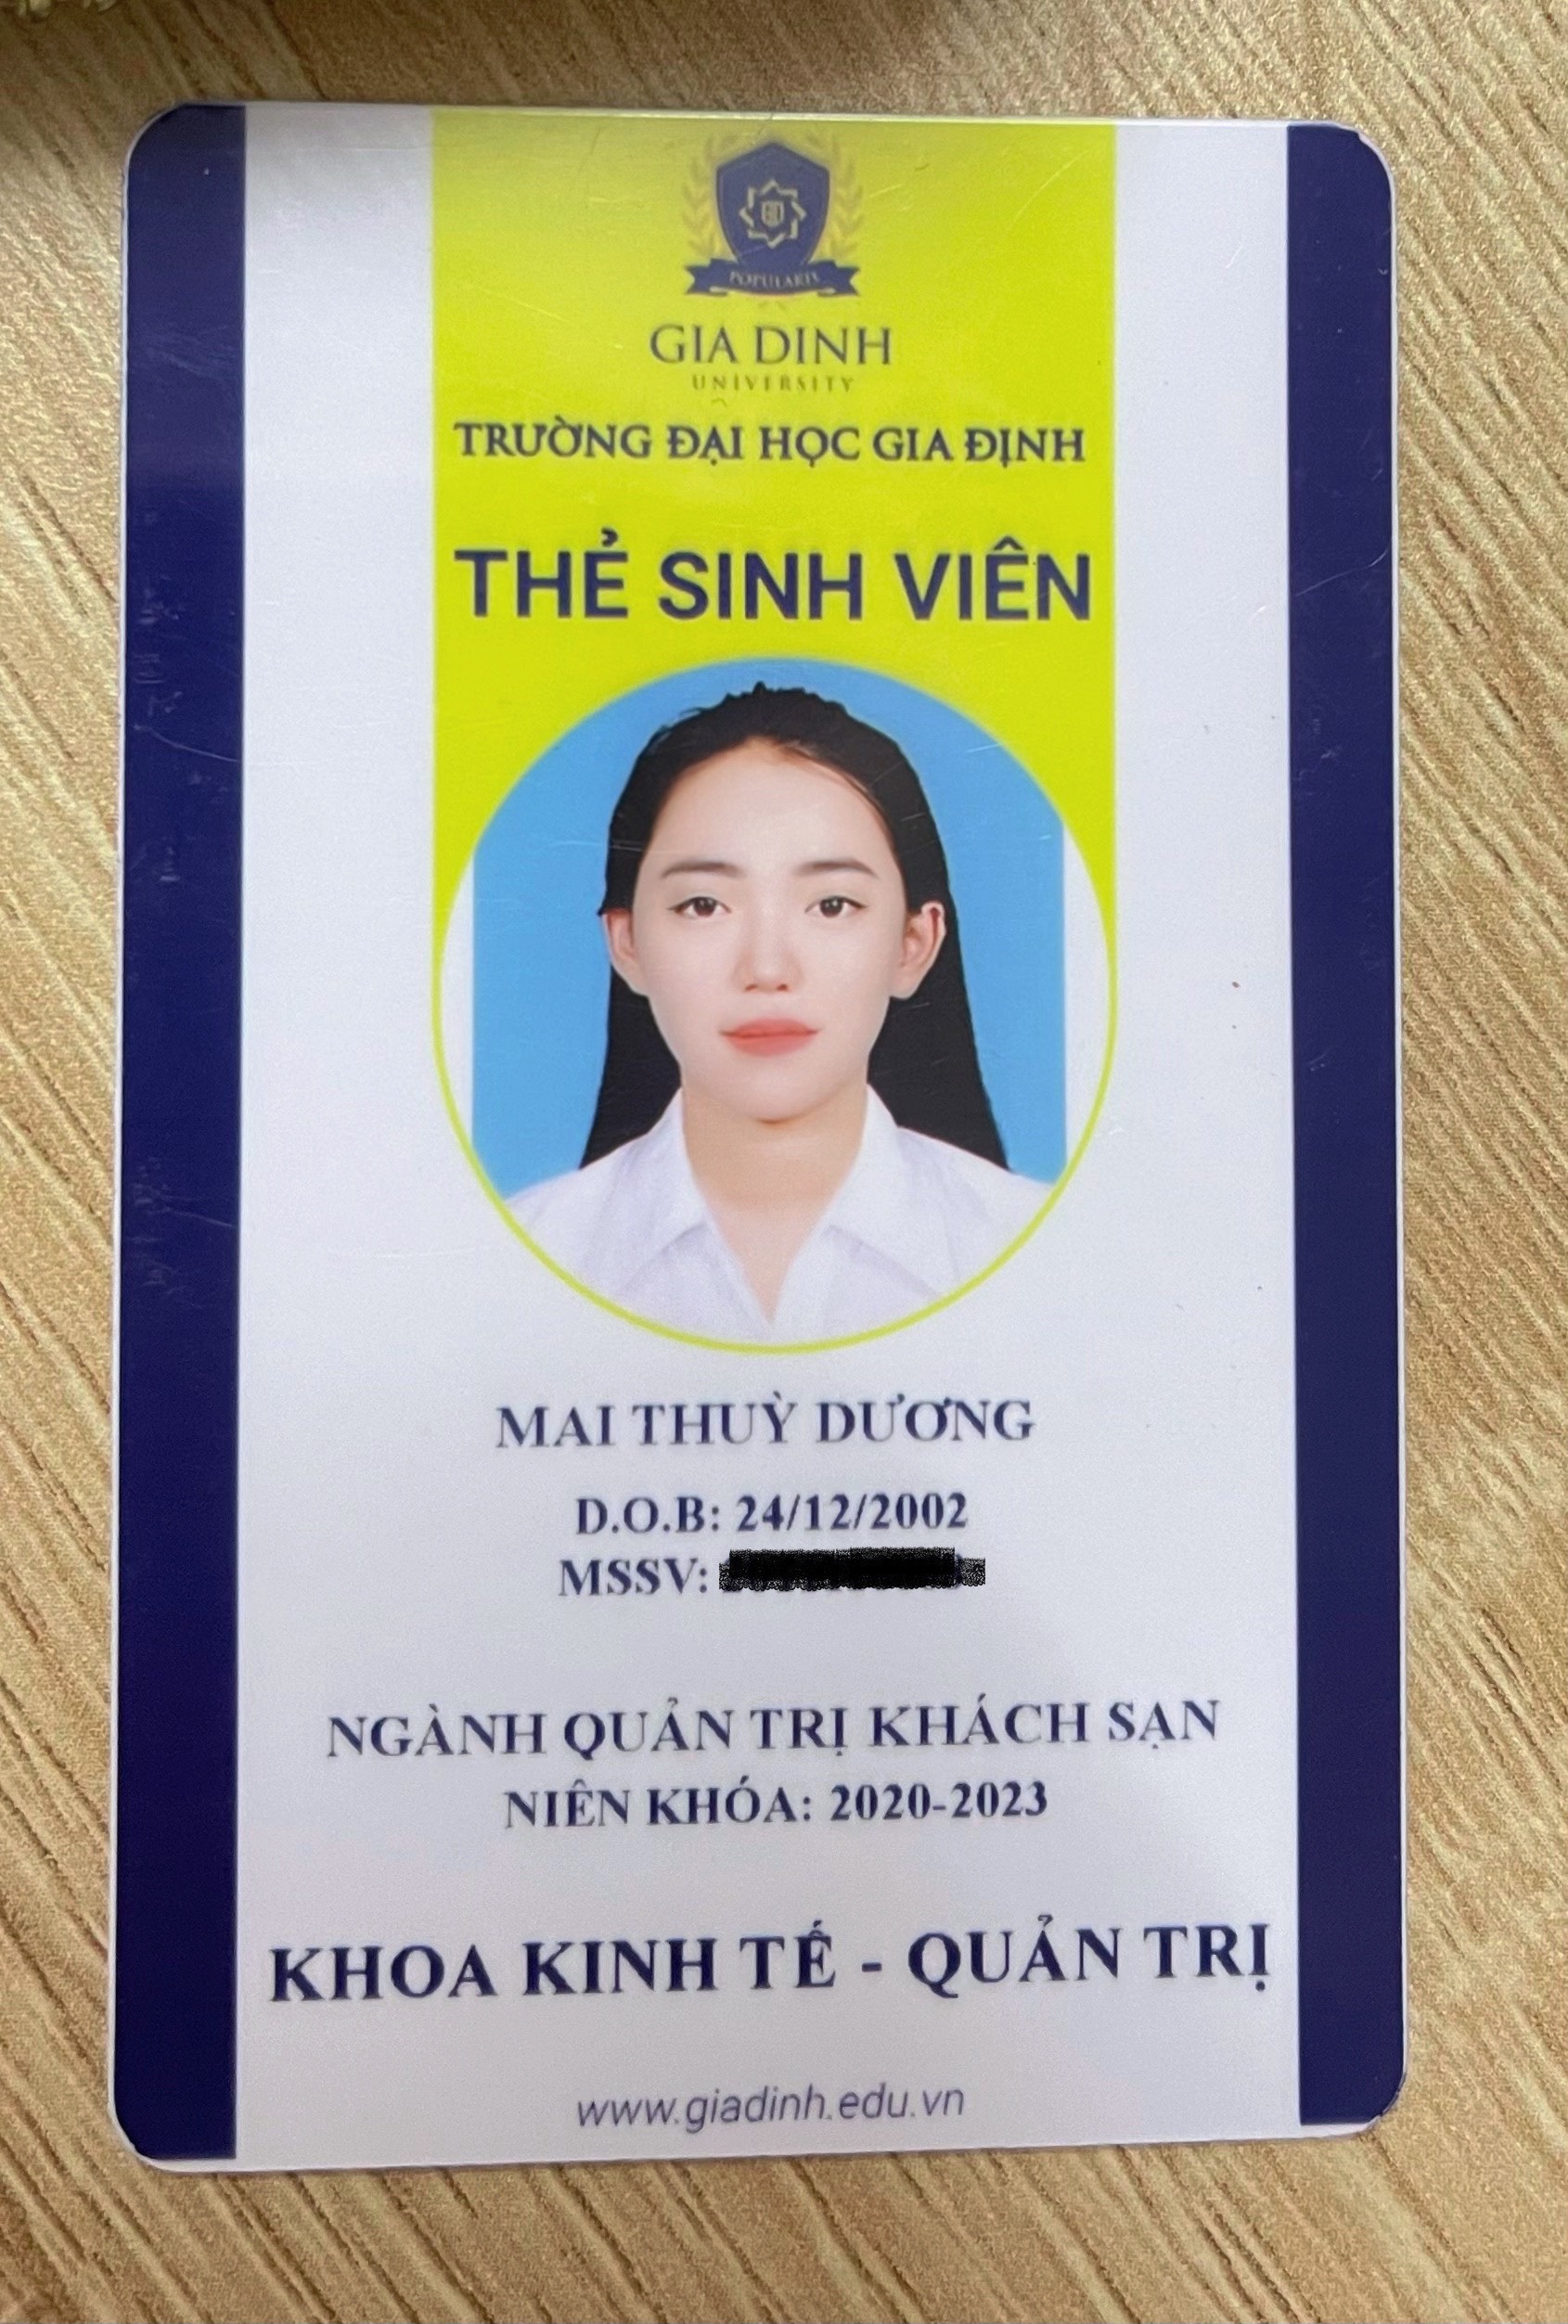 POPULARIS
GIA DINH
UNIVERSITY
TRƯỜNG ĐẠI HỌC GIA ĐỊNH
THẺ SINH VIÊN
MAI THUỲ DƯƠNG
D.O.B: 24/12/2002
MSSV:
NGÀNH QUẢN TRỊ KHÁCH SẠN
NIÊN KHÓA: 2020-2023
KHOA KINH TẾ - QUẢN TRỊ
www.giadinh.edu.vn